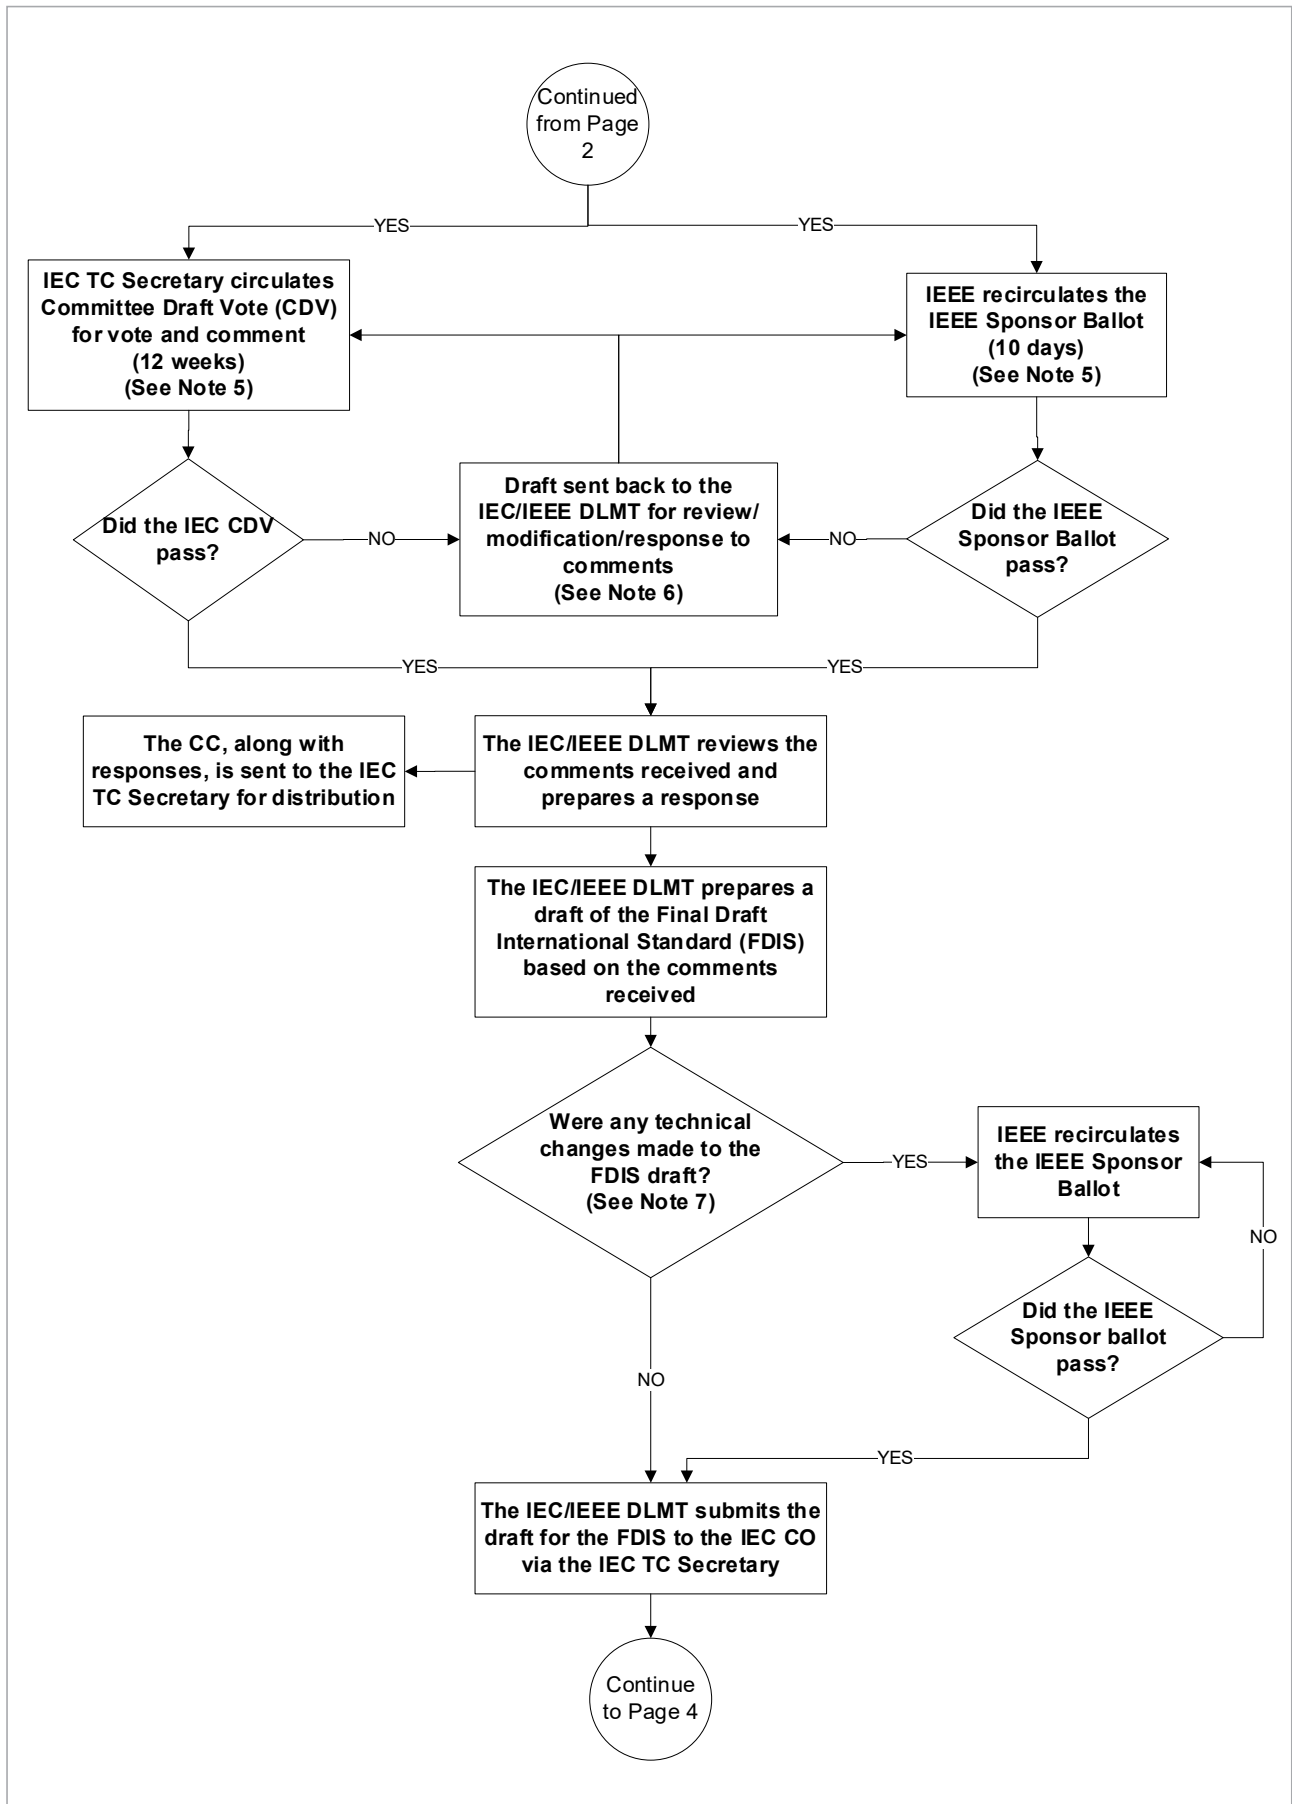 Continued
from Page
2
YES
YES
IEC TC Secretary circulates
Committee Draft Vote (CDV)
for vote and comment
(12 weeks)
(See Note 5)
IEEE recirculates the
IEEE Sponsor Ballot
(10 days)
(See Note 5)
Did the IEC CDV
pass?
NO
Draft sent back to the
IEC/IEEE DLMT for review/
modification/response to
comments
(See Note 6)
NO
Did the IEEE
Sponsor Ballot
pass?
YES
YES
The CC, along with
responses, is sent to the IEC
TC Secretary for distribution
The IEC/IEEE DLMT reviews the
comments received and
prepares a response
The IEC/IEEE DLMT prepares a
draft of the Final Draft
International Standard (FDIS)
based on the comments
received
Were any technical
changes made to the
FDIS draft?
(See Note 7)
YES
IEEE recirculates
the IEEE Sponsor
Ballot
NO
Did the IEEE
Sponsor ballot
pass?
NO
YES
The IEC/IEEE DLMT submits the
draft for the FDIS to the IEC CO
via the IEC TC Secretary
Continue
to Page 4